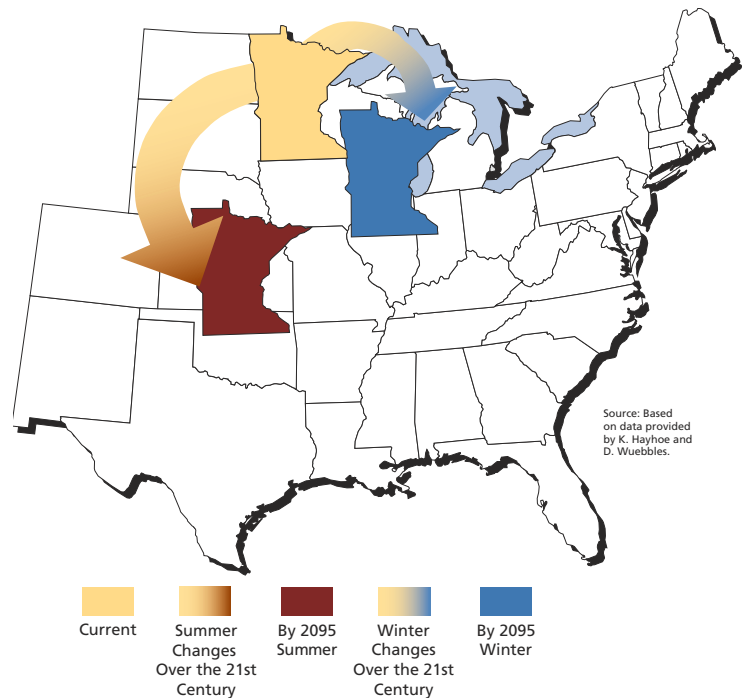 Source: Based
on data provided
by K. Hayhoe and
D. Wuebbles.
Current
Summer
Changes
Over the 21st
Century
By 2095
Summer
Winter
Changes
Over the 21st
Century
By 2095
Winter